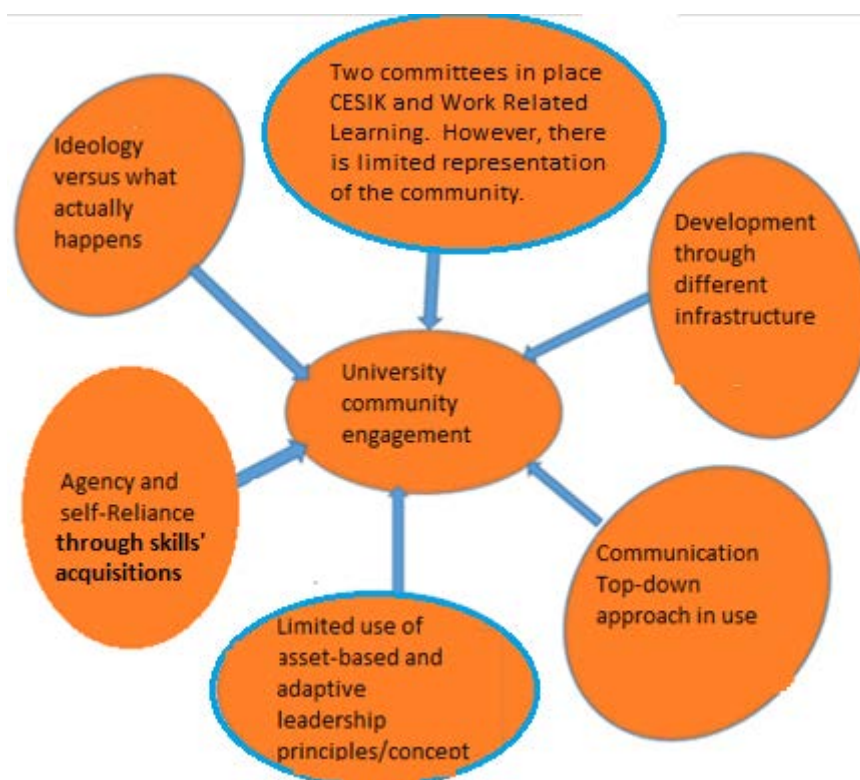 Two committees in place
CESIK and Work Related
Learning. However, there
is limited representation
of the community.
Ideology
versus what
actually
happens
Development
through
different
infrastructure
University
community
engagement
Agency and
self-Reliance
through skills'
acquisitions
Communication
Top-down
approach in use
Limited use of
asset-based and
adaptive
leadership
principles/concept